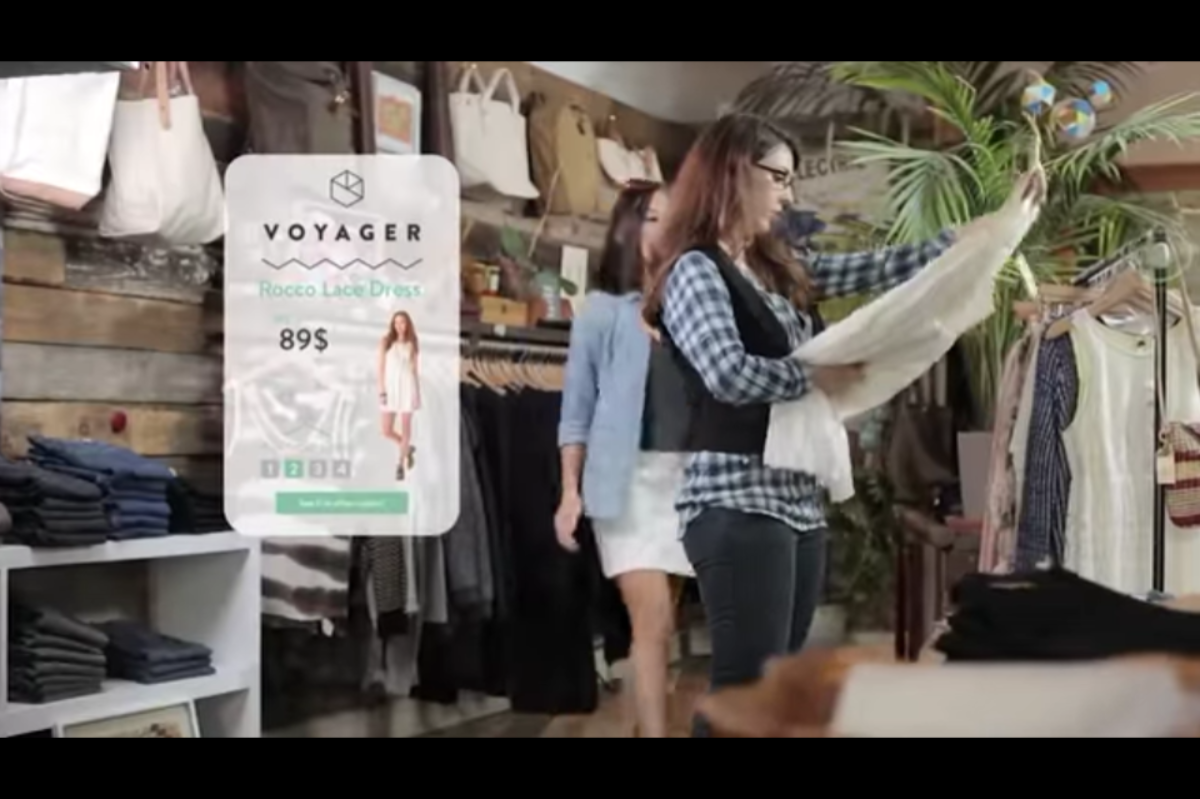 VOYAGER
Rocco Lace Dress
89$
1 2 3 4